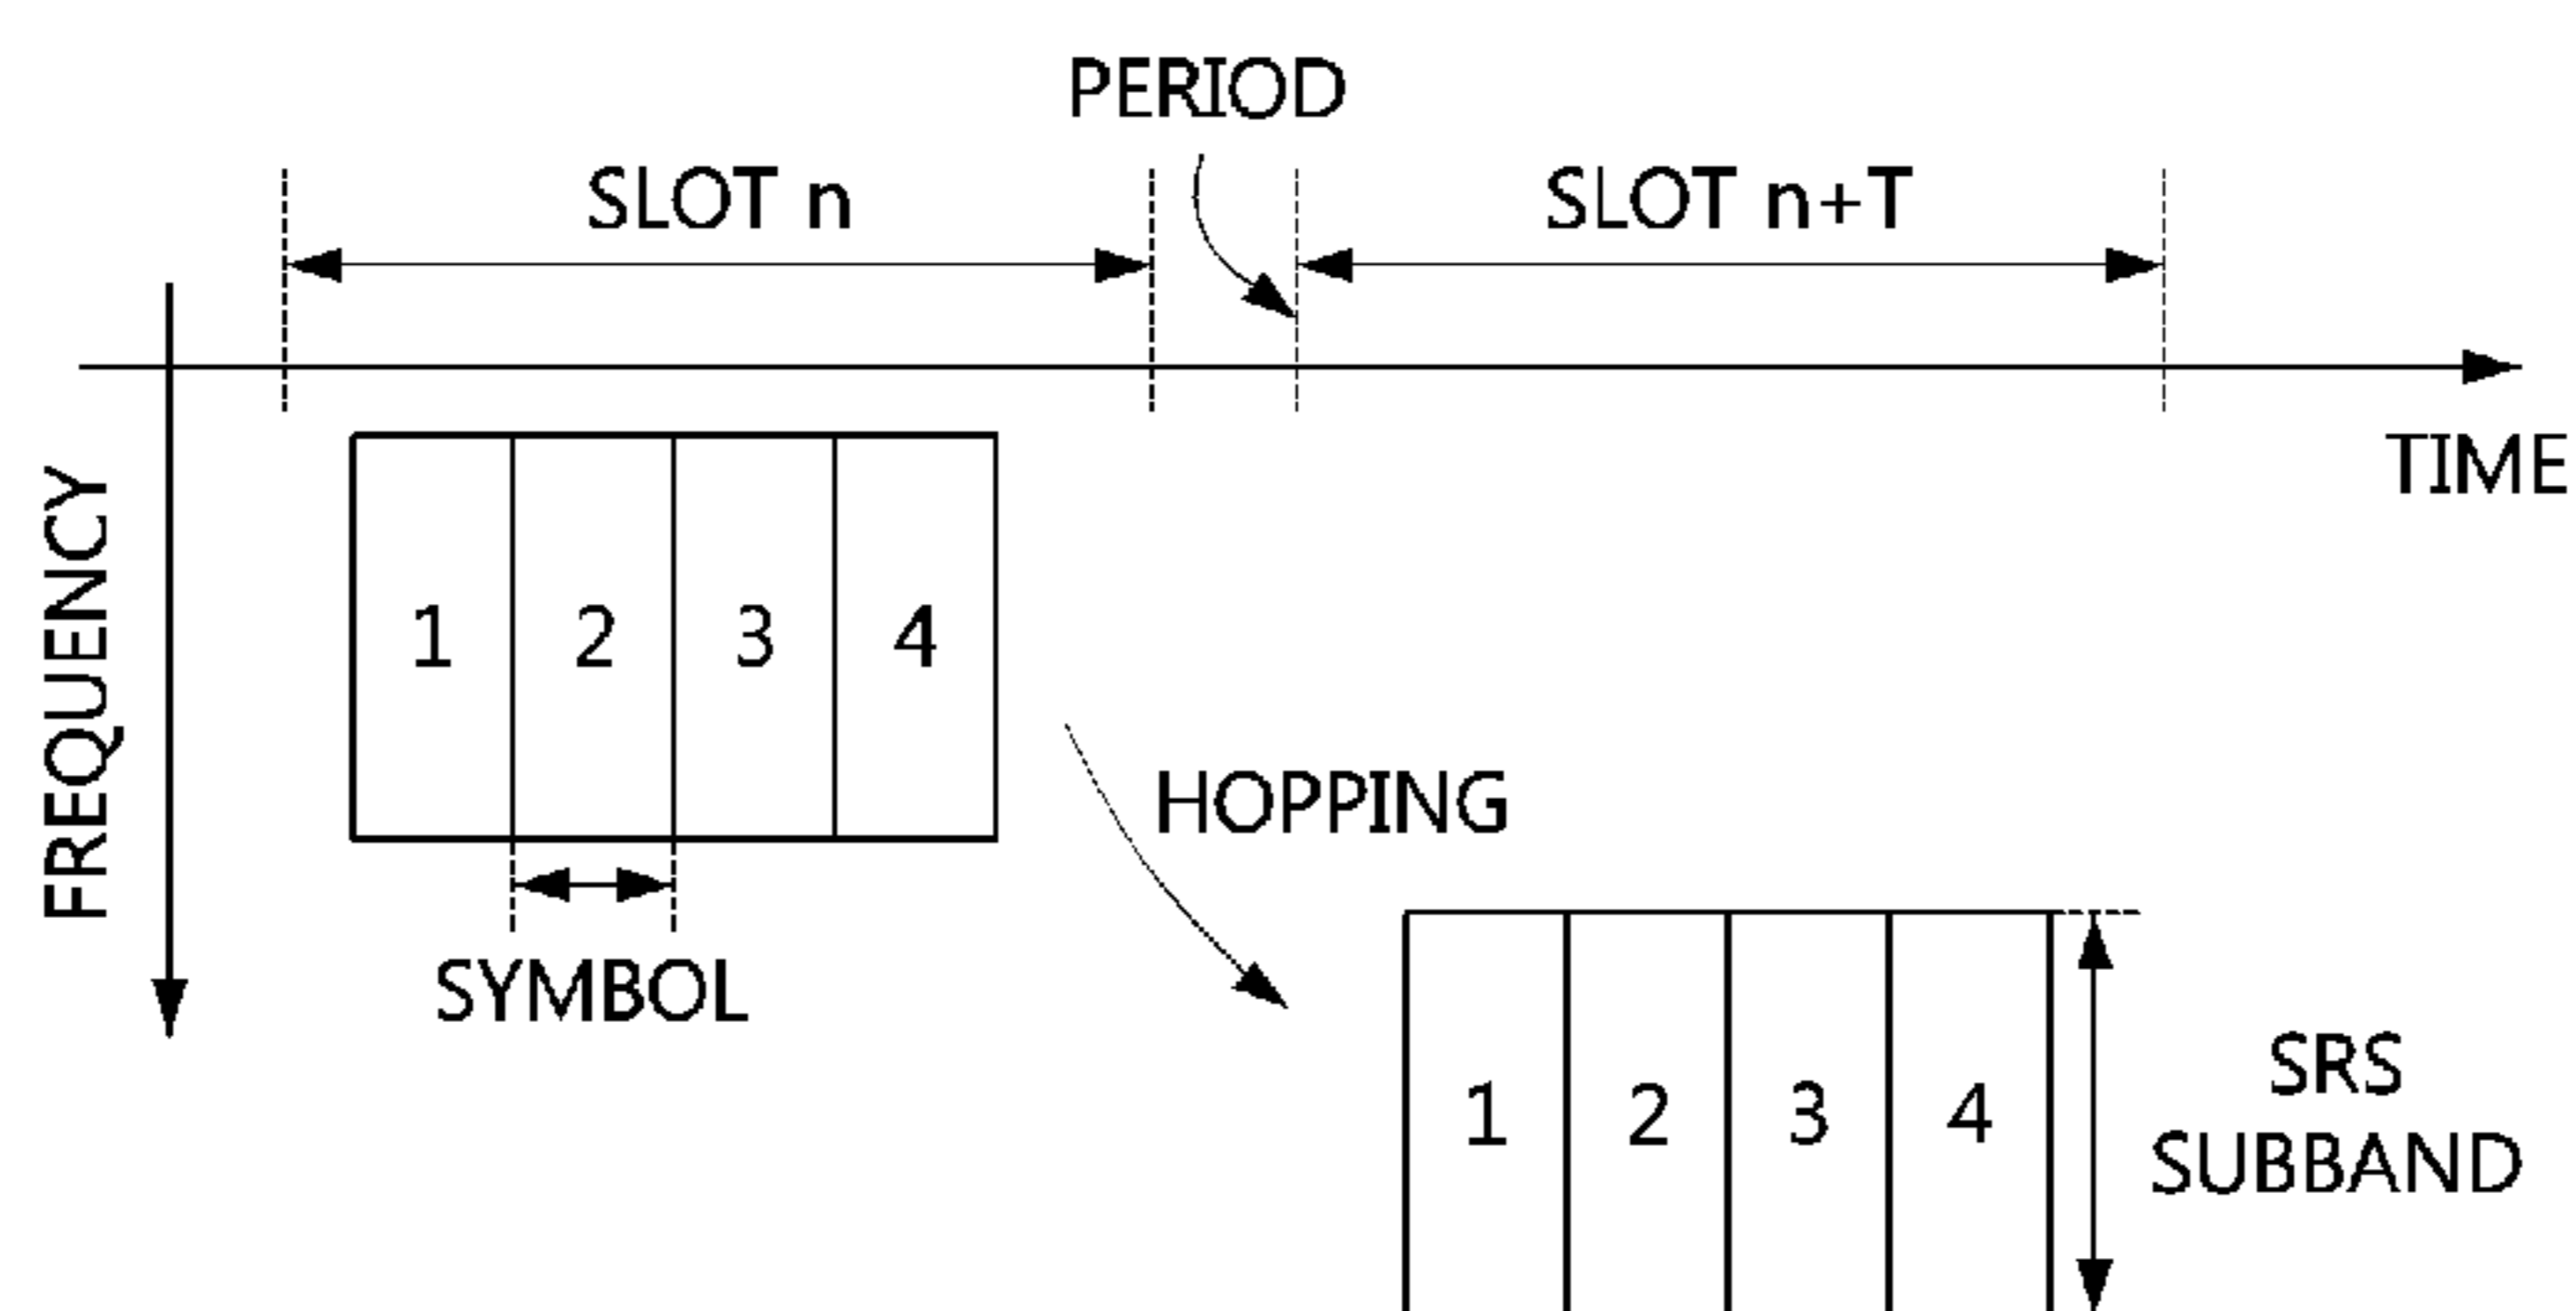 PERIOD
SLOT n
SLOT n+T
TIME
FREQUENCY
1 2 3 4
HOPPING
SYMBOL
1 2 3 4
SRS
SUBBAND